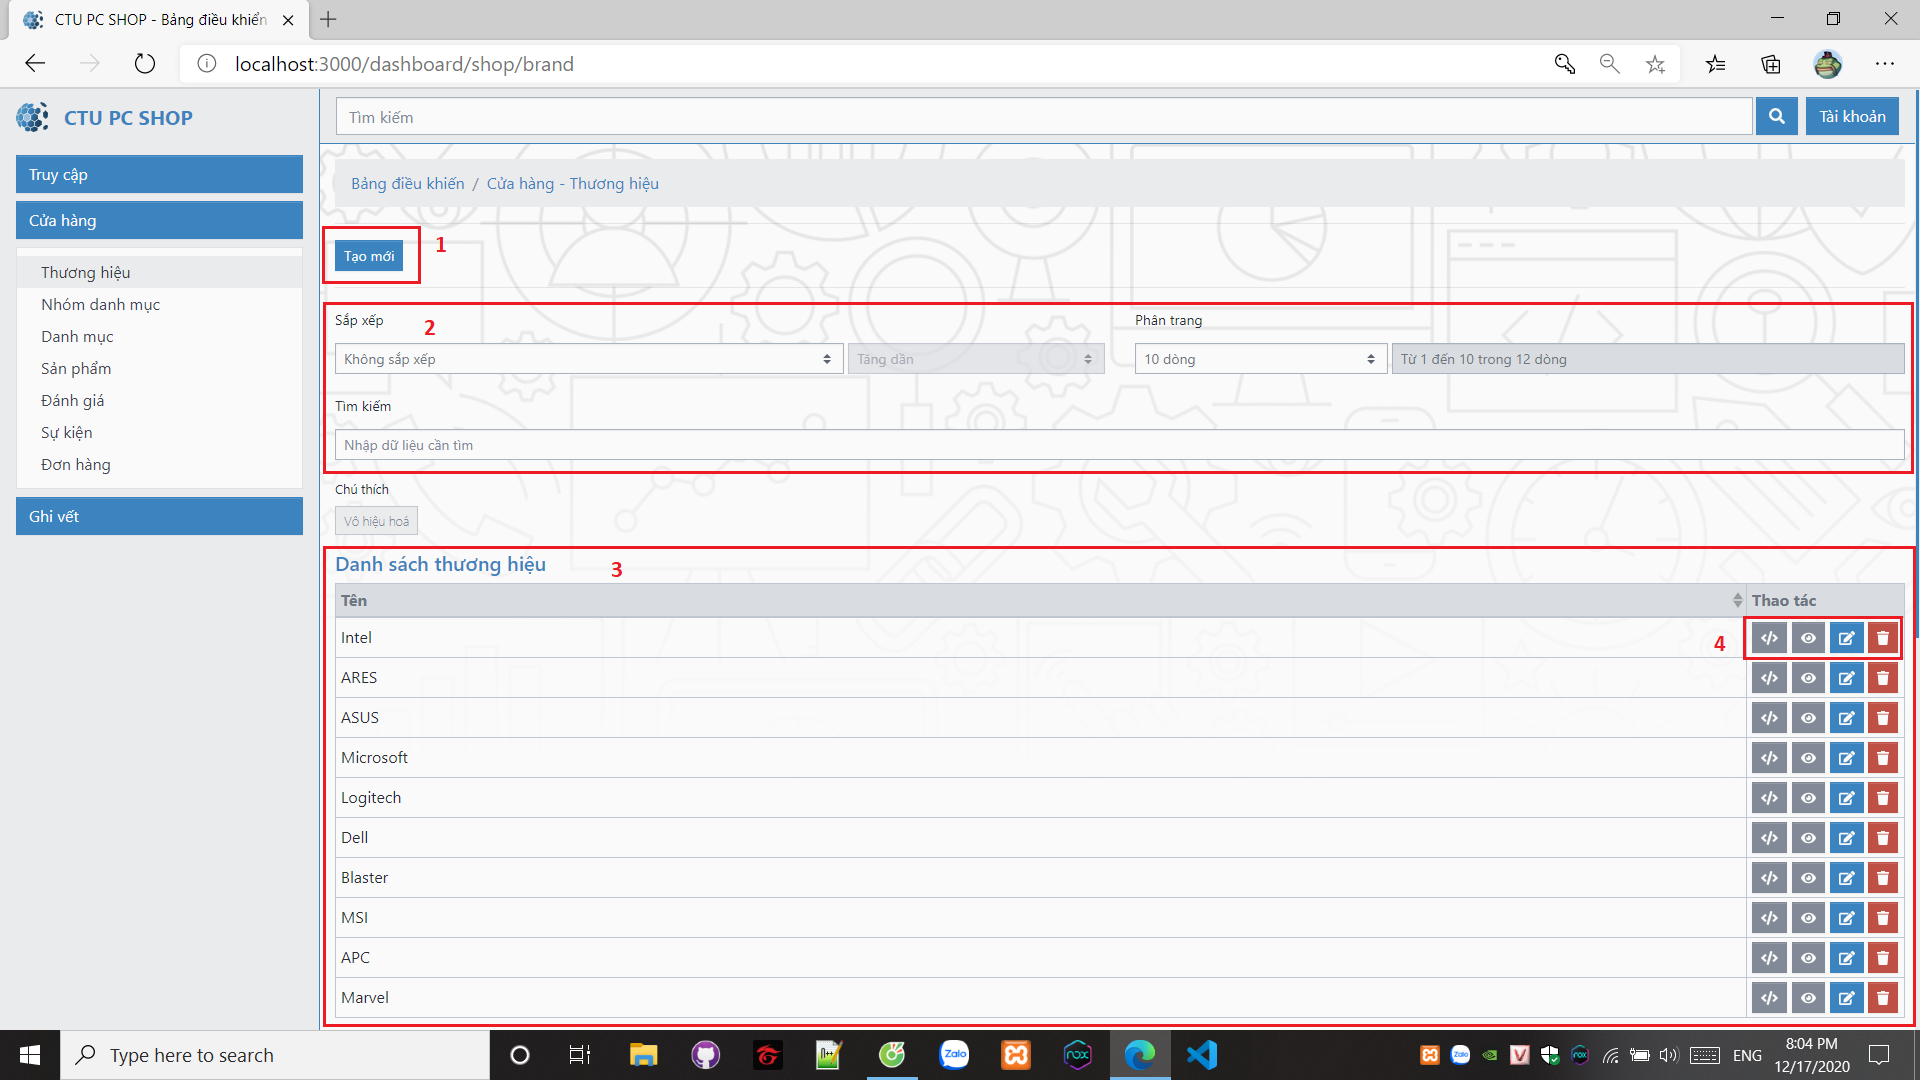 CTU PC SHOP - Bảng điều khiển
localhost:3000/dashboard/shop/brand
CTU PC SHOP
Tìm kiếm
Tài khoản
Truy cập
Cửa hàng
Thương hiệu
Nhóm danh mục
Danh mục
Sản phẩm
Đánh giá
Sự kiện
Đơn hàng
Ghi vết
Bảng điều khiển / Cửa hàng - Thương hiệu
Tạo mới
1
Sắp xếp
2
Phân trang
Không sắp xếp
Tăng dần
10 dòng
Từ 1 đến 10 trong 12 dòng
Tìm kiếm
Nhập dữ liệu cần tìm
Chú thích
Vô hiệu hoá
Danh sách thương hiệu
3
Tên
Thao tác
Intel
4
ARES
ASUS
Microsoft
Logitech
Dell
Blaster
MSI
APC
Marvel
Type here to search
Zalo
nox
ENG
8:04 PM
12/17/2020